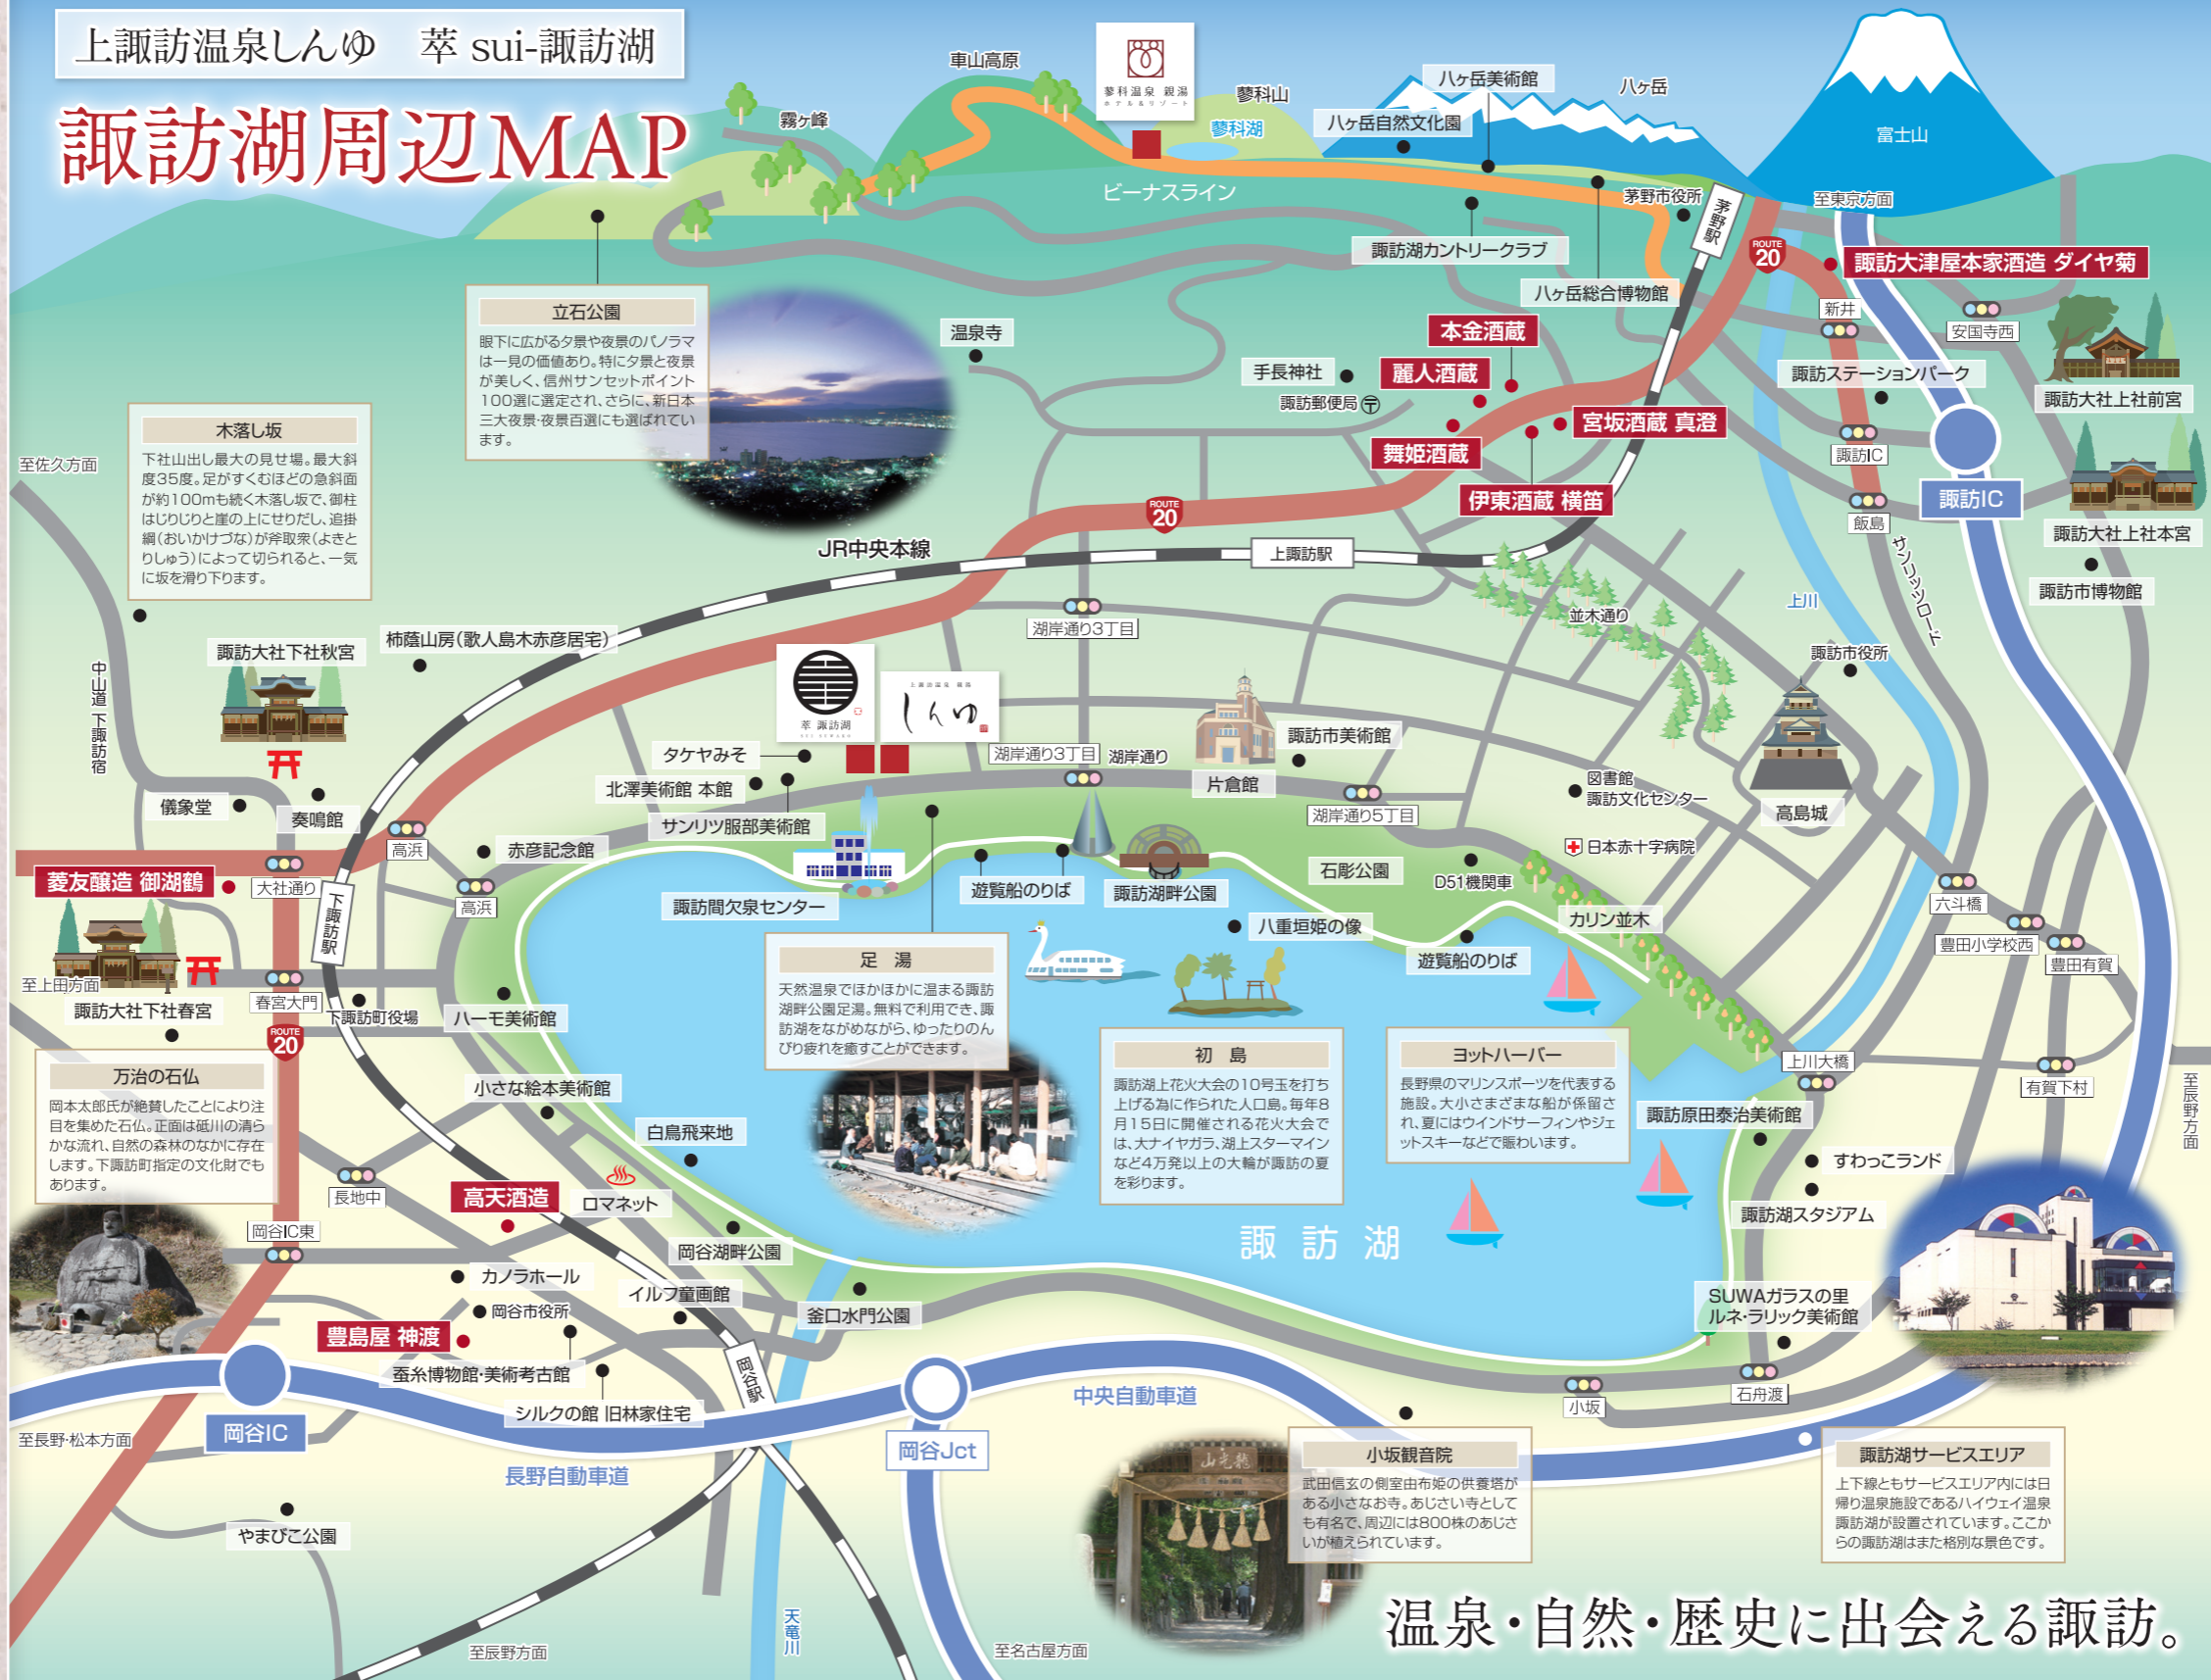 上諏訪温泉しんゆ 萃 sui-諏訪湖
諏訪湖周辺MAP
霧ヶ峰
車山高原
蓼科温泉 親湯
ホテル&リゾート
蓼科山
蓼科湖
ビーナスライン
八ヶ岳美術館
八ヶ岳
八ヶ岳自然文化園
富士山
茅野市役所
茅野駅
至東京方面
諏訪湖カントリークラブ
八ヶ岳総合博物館
ROUTE
20
諏訪大津屋本家酒造 ダイヤ菊
新井
安国寺西
諏訪ステーションパーク
諏訪大社上社前宮
諏訪IC
諏訪IC
飯島
諏訪大社上社本宮
諏訪市博物館
サンリッツロード
上川
立石公園
眼下に広がる夕景や夜景のパノラマ
は一見の価値あり。特に夕景と夜景
が美しく、信州サンセットポイント
100選に選定され、さらに、新日本
三大夜景・夜景百選にも選ばれてい
ます。
温泉寺
手長神社
諏訪郵便局
本金酒蔵
麗人酒蔵
舞姫酒蔵
宮坂酒蔵 真澄
伊東酒蔵 横笛
木落し坂
下社山出し最大の見せ場。最大斜
度35度。足がすくむほどの急斜面
が約100mも続く木落し坂で、御柱
はじりじりと崖の上にせりだし、追掛
綱(おいかけづな)が斧取衆(よきと
りしゅう)によって切られると、一気
に坂を滑り下ります。
至佐久方面
中山道 下諏訪宿
ROUTE
20
JR中央本線
上諏訪駅
湖岸通り3丁目
並木通り
諏訪市役所
諏訪大社下社秋宮
柿蔭山房(歌人島木赤彦居宅)
萃 諏訪湖
SUI SUWAKO
上諏訪温泉 親湯
しんゆ
タケヤみそ
北澤美術館 本館
サンリツ服部美術館
湖岸通り3丁目
湖岸通り
片倉館
諏訪市美術館
湖岸通り5丁目
図書館
諏訪文化センター
高島城
日本赤十字病院
儀象堂
奏鳴館
高浜
赤彦記念館
高浜
菱友醸造 御湖鶴
大社通り
下諏訪駅
諏訪間欠泉センター
遊覧船のりば
諏訪湖畔公園
石彫公園
D51機関車
カリン並木
八重垣姫の像
遊覧船のりば
六斗橋
豊田小学校西
豊田有賀
至上田方面
諏訪大社下社春宮
春宮大門
下諏訪町役場
ROUTE
20
ハーモ美術館
足 湯
天然温泉でほかほかに温まる諏訪
湖畔公園足湯。無料で利用でき、諏
訪湖をながめながら、ゆったりのん
びり疲れを癒すことができます。
初 島
諏訪湖上花火大会の10号玉を打ち
上げる為に作られた人口島。毎年8
月15日に開催される花火大会で
は、大ナイヤガラ、湖上スターマイン
など4万発以上の大輪が諏訪の夏
を彩ります。
ヨットハーバー
長野県のマリンスポーツを代表する
施設。大小さまざまな船が係留さ
れ、夏にはウインドサーフィンやジェ
ットスキーなどで賑わいます。
上川大橋
有賀下村
至辰野方面
諏訪原田泰治美術館
すわっこランド
諏訪湖スタジアム
万治の石仏
岡本太郎氏が絶賛したことにより注
目を集めた石仏。正面は砥川の清ら
かな流れ、自然の森林のなかに存在
します。下諏訪町指定の文化財でも
あります。
小さな絵本美術館
白鳥飛来地
長地中
高天酒造
ロマネット
岡谷湖畔公園
岡谷IC東
諏訪湖
カノラホール
イルフ童画館
岡谷市役所
釜口水門公園
豊島屋 神渡
蚕糸博物館・美術考古館
シルクの館 旧林家住宅
岡谷駅
SUWAガラスの里
ルネ・ラリック美術館
石舟渡
小坂
中央自動車道
岡谷IC
至長野・松本方面
長野自動車道
岡谷Jct
やまびこ公園
龍光山
小坂観音院
武田信玄の側室由布姫の供養塔が
ある小さなお寺。あじさい寺として
も有名で、周辺には800株のあじさ
いが植えられています。
諏訪湖サービスエリア
上下線ともサービスエリア内には日
帰り温泉施設であるハイウェイ温泉
諏訪湖が設置されています。ここか
らの諏訪湖はまた格別な景色です。
至辰野方面
天竜川
至名古屋方面
温泉・自然・歴史に出会える諏訪。